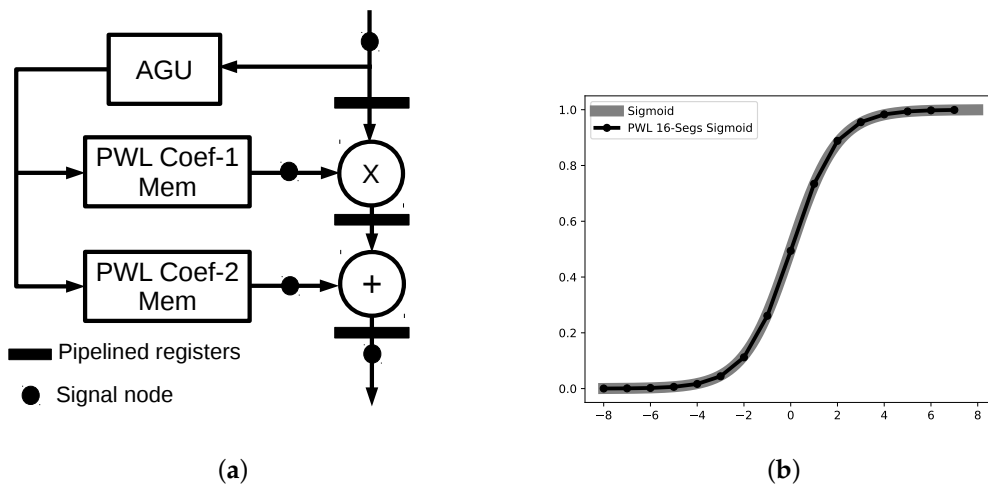 AGU
PWL Coef-1
Mem
X
PWL Coef-2
Mem
+
Pipelined registers
Signal node
(a)
Sigmoid
PWL 16-Segs Sigmoid
1.0
0.8
0.6
0.4
0.2
0.0
−8 −6 −4 −2 0 2 4 6 8
(b)